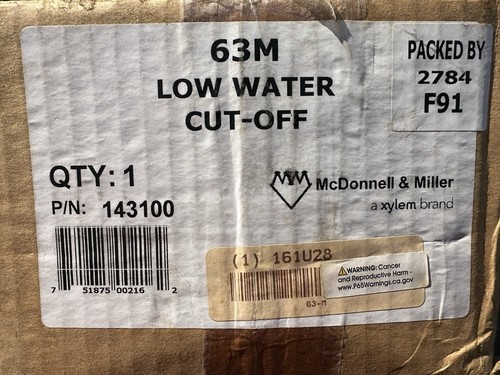 63M
LOW WATER
CUT-OFF
PACKED BY
2784
F91
QTY: 1
P/N: 143100
McDonnell & Miller
a xylem brand
7 51875 00216 2
(1) 161U28
63-M
WARNING: Cancer
and Reproductive Harm -
www.P65Warnings.ca.gov